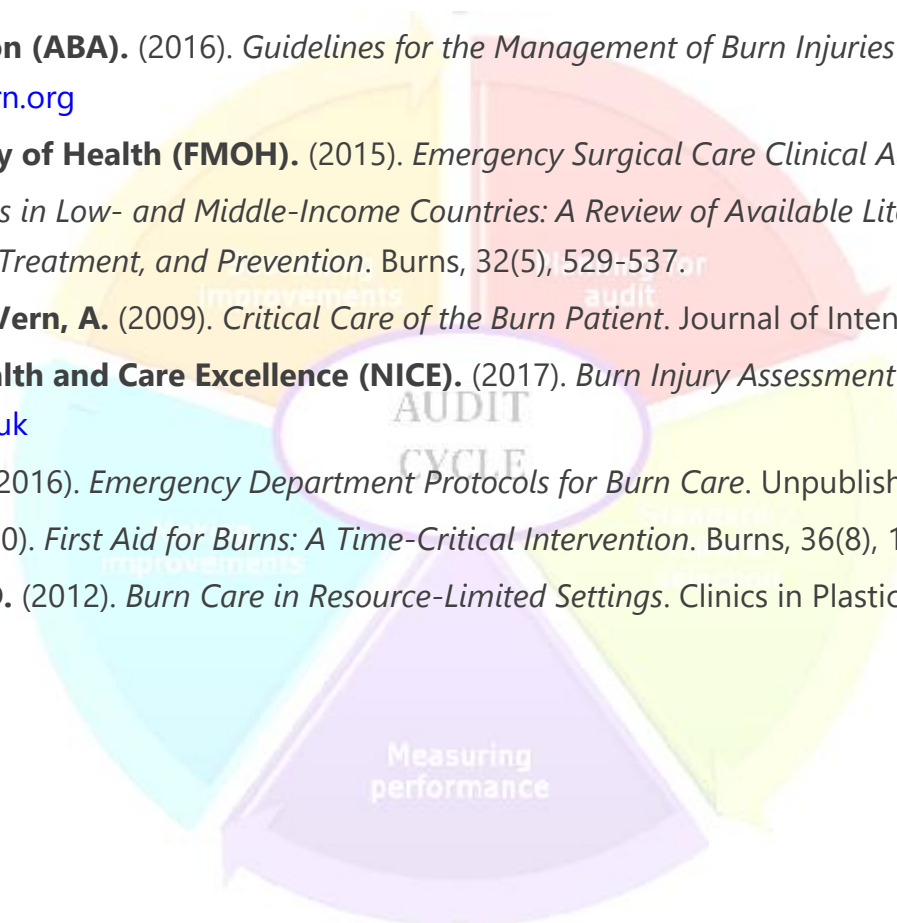 on (ABA). (2016). Guidelines for the Management of Burn Injuries
rn.org
y of Health (FMOH). (2015). Emergency Surgical Care Clinical A
s in Low- and Middle-Income Countries: A Review of Available Lit
Treatment, and Prevention. Burns, 32(5), 529-537.
Vern, A. (2009). Critical Care of the Burn Patient. Journal of Inten
alth and Care Excellence (NICE). (2017). Burn Injury Assessment
uk
2016). Emergency Department Protocols for Burn Care. Unpublish
0). First Aid for Burns: A Time-Critical Intervention. Burns, 36(8), 1
D. (2012). Burn Care in Resource-Limited Settings. Clinics in Plastic
improvements
audit
AUDIT
CYCLE
improvements
Measuring
performance